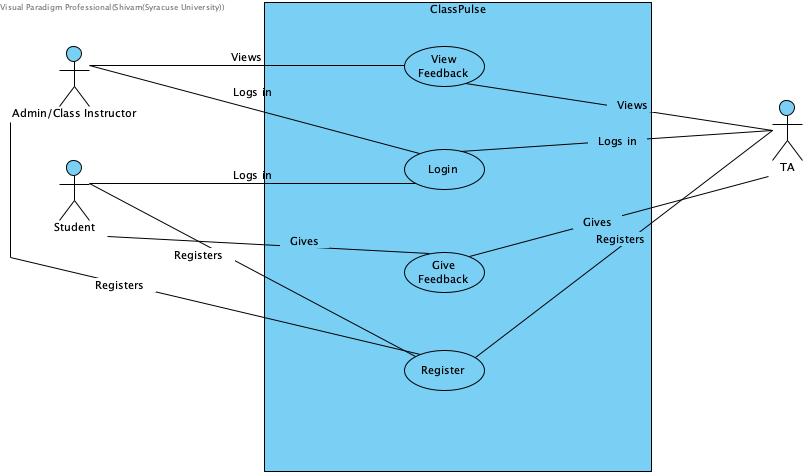 Visual Paradigm Professional(Shivam(Syracuse University))
ClassPulse
Views
View
Feedback
Logs in
Views
Admin/Class Instructor
Logs in
Login
TA
Logs in
Student
Gives
Gives
Registers
Registers
Give
Feedback
Registers
Register